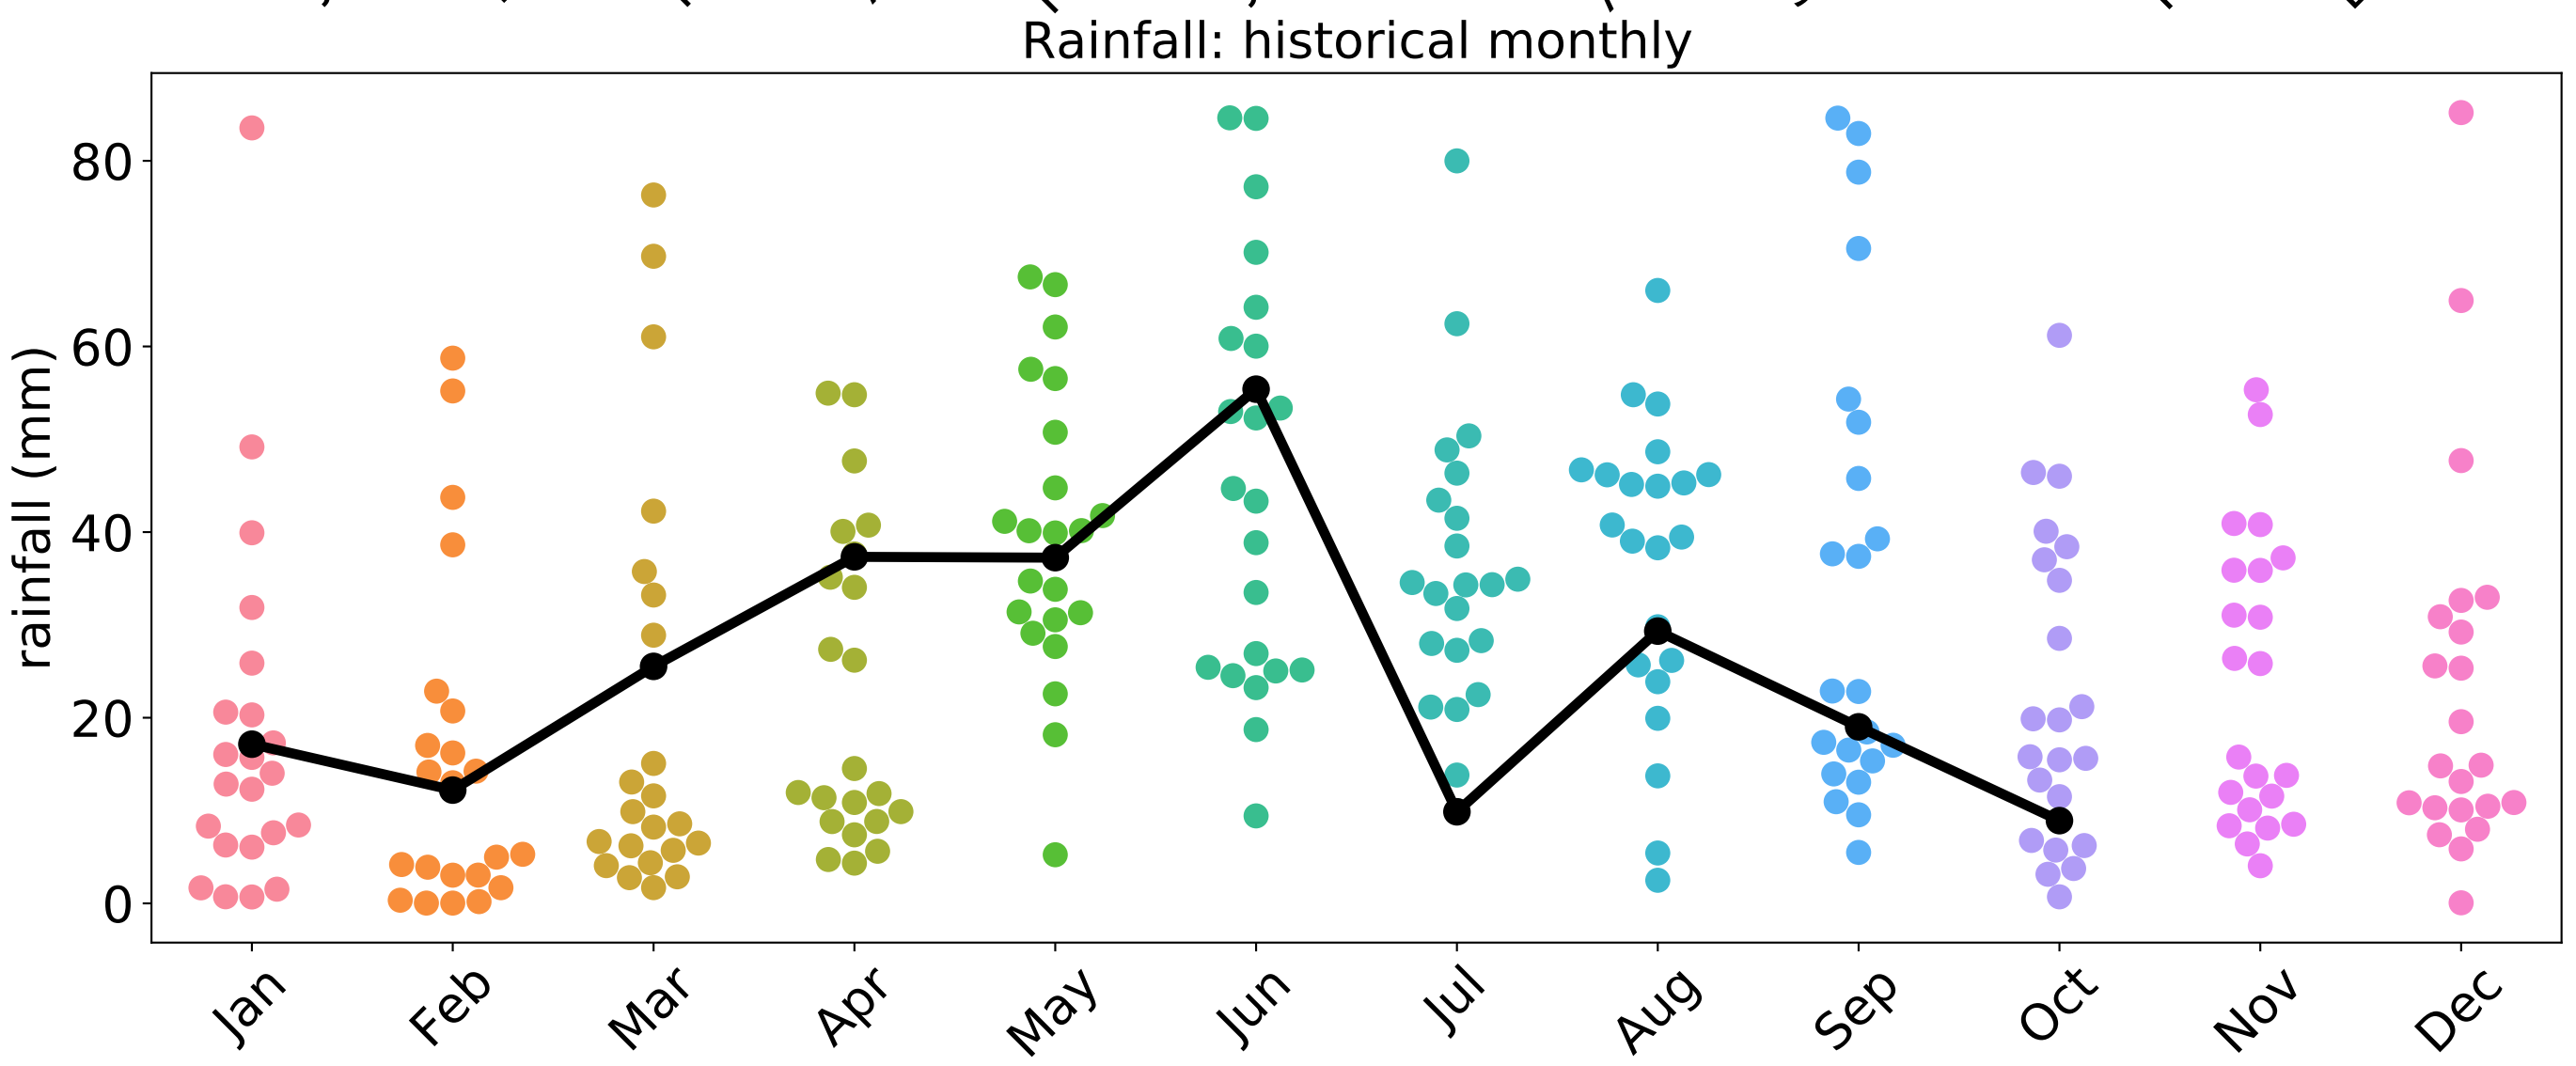 Rainfall: historical monthly
rainfall (mm)
80
60
40
20
0
Jan
Feb
Mar
Apr
May
Jun
Jul
Aug
Sep
Oct
Nov
Dec